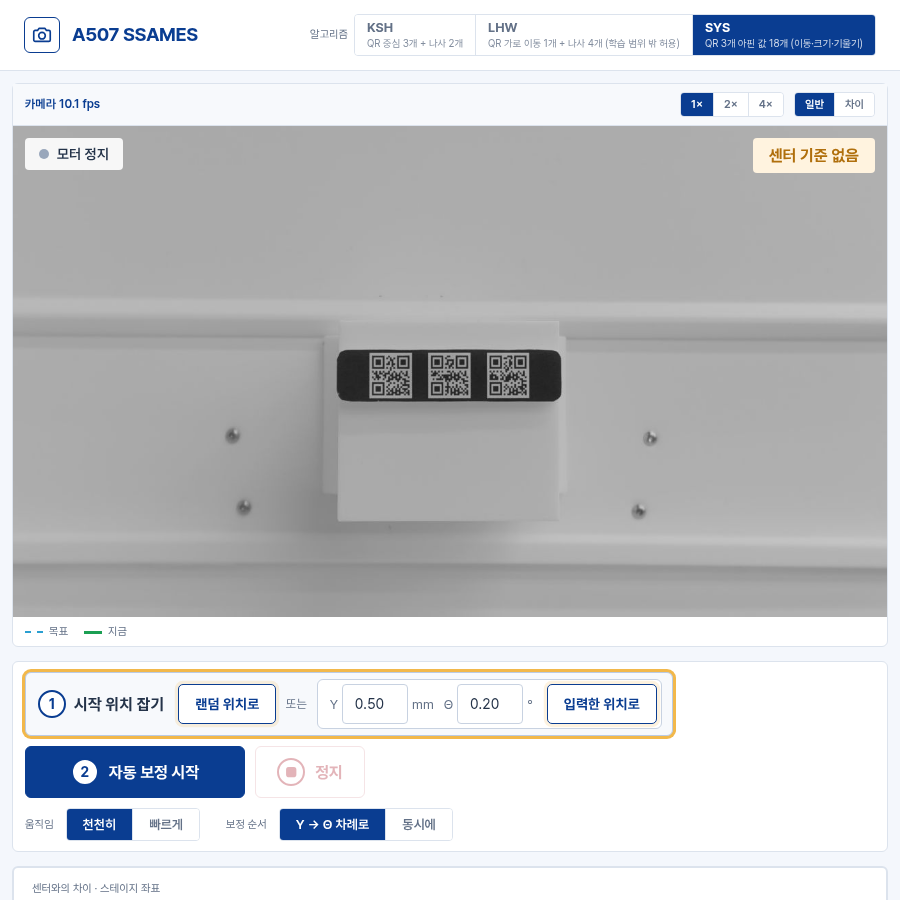 A507 SSAMES
알고리즘
KSH
QR 중심 3개 + 나사 2개
LHW
QR 가로 이동 1개 + 나사 4개 (학습 범위 밖 허용)
SYS
QR 3개 아핀 값 18개 (이동·크기·기울기)
카메라 10.1 fps
1×
2×
4×
일반
차이
모터 정지
센터 기준 없음
목표
지금
1 시작 위치 잡기
랜덤 위치로
또는
Y 0.50 mm
Θ 0.20 °
입력한 위치로
2 자동 보정 시작
정지
움직임
천천히
빠르게
보정 순서
Y → Θ 차례로
동시에
센터와의 차이 · 스테이지 좌표